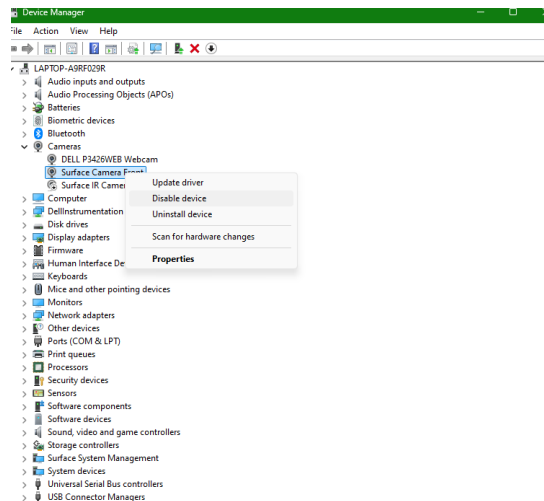 Device Manager
File Action View Help
LAPTOP-A9RF029R
Audio inputs and outputs
Audio Processing Objects (APOs)
Batteries
Biometric devices
Bluetooth
Cameras
DELL P3426WEB Webcam
Surface Camera Front
Surface IR Camer
Update driver
Disable device
Uninstall device
Scan for hardware changes
Properties
Computer
DellInstrumentation
Disk drives
Display adapters
Firmware
Human Interface De
Keyboards
Mice and other pointing devices
Monitors
Network adapters
Other devices
Ports (COM & LPT)
Print queues
Processors
Security devices
Sensors
Software components
Software devices
Sound, video and game controllers
Storage controllers
Surface System Management
System devices
Universal Serial Bus controllers
USB Connector Managers